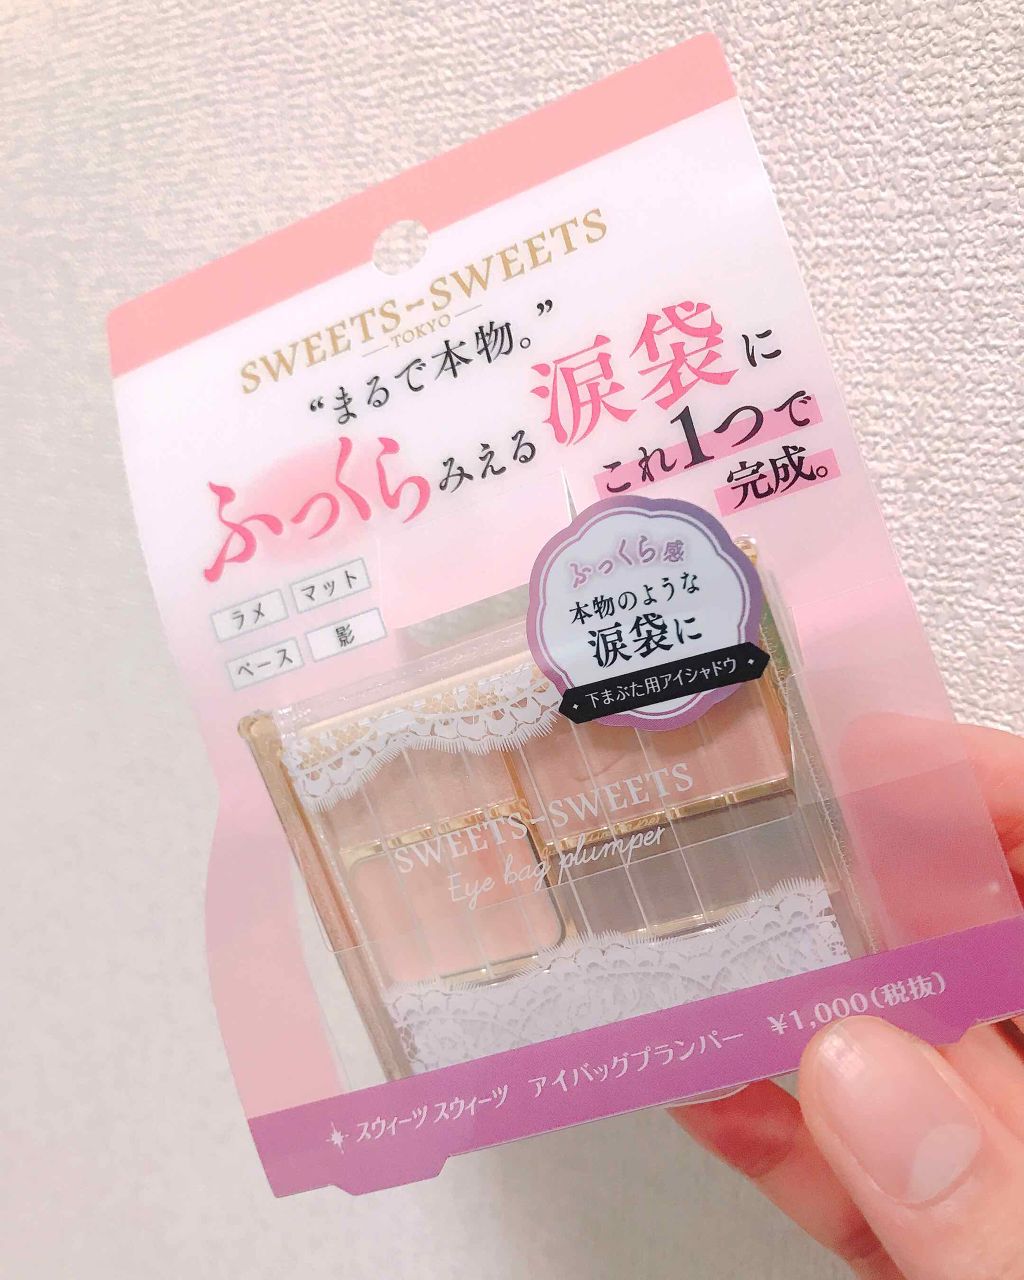 SWEETS~SWEETS
TOKYO
“まるで本物。”
ふっくらみえる涙袋に
これ1つで
完成。
ラメ マット
ベース 影
ふっくら感
本物のような
涙袋に
下まぶた用アイシャドウ
SWEETS~SWEETS
Eye bag plumper
スウィーツ スウィーツ アイバッグプランパー ¥1,000(税抜)